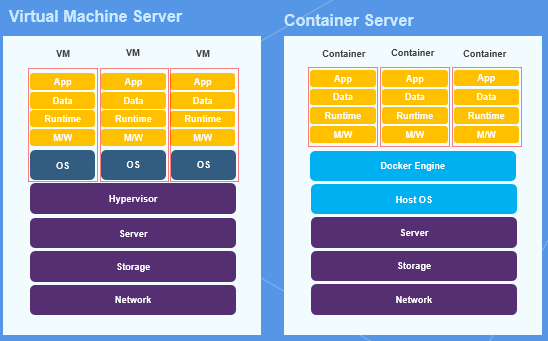 Virtual Machine Server
VM VM VM
App App App
Data Data Data
Runtime Runtime Runtime
M/W M/W M/W
OS OS OS
Hypervisor
Server
Storage
Network
Container Server
Container Container Container
App App App
Data Data Data
Runtime Runtime Runtime
M/W M/W M/W
Docker Engine
Host OS
Server
Storage
Network